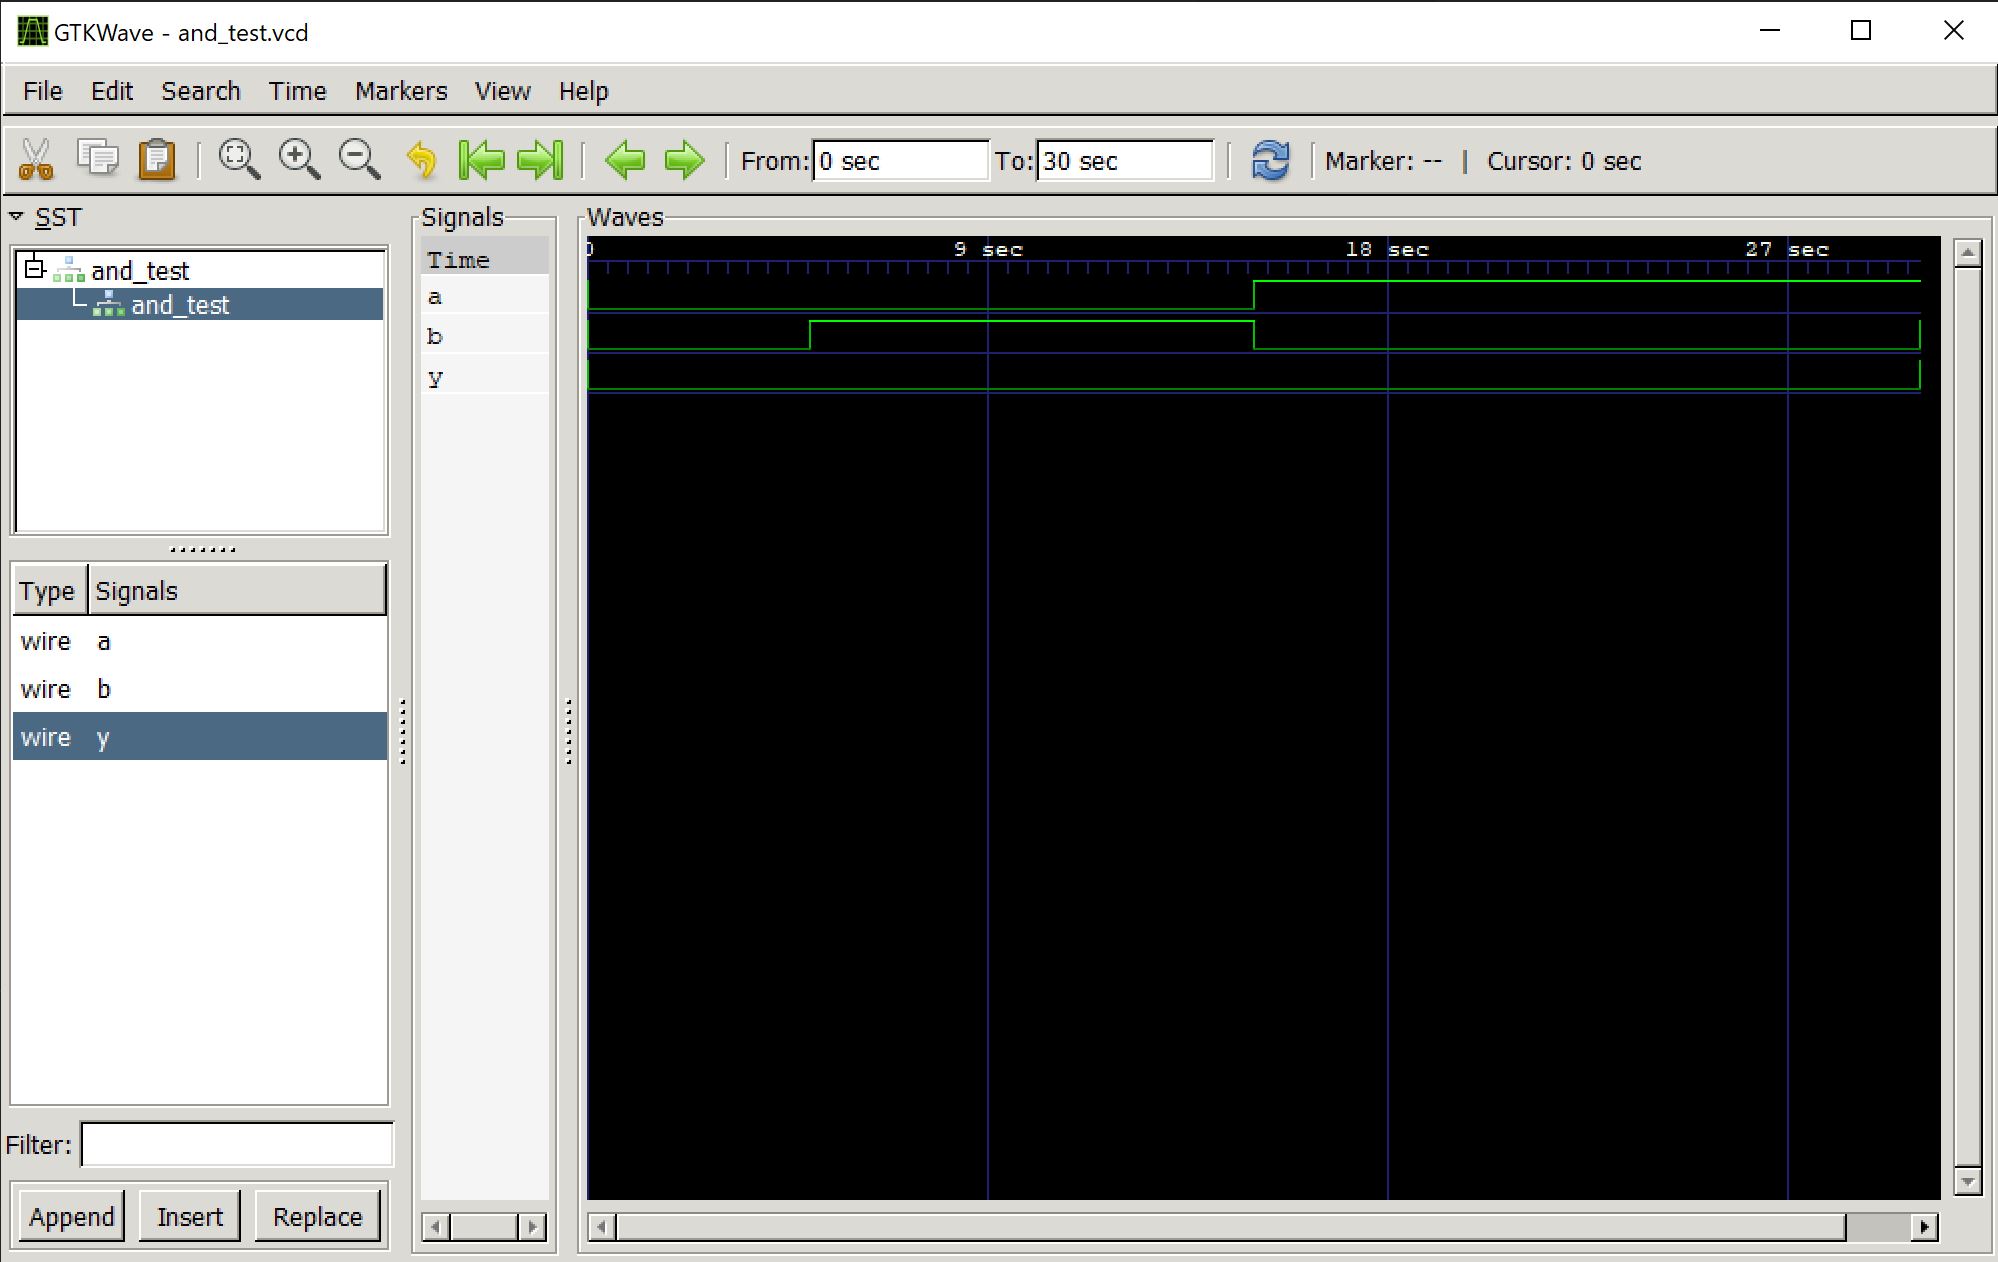 GTKWave - and_test.vcd
File Edit Search Time Markers View Help
From: 0 sec To: 30 sec Marker: -- | Cursor: 0 sec
SST
and_test
and_test
Type Signals
wire a
wire b
wire y
Filter:
Append Insert Replace
Signals
Time
a
b
y
Waves
0 9 sec 18 sec 27 sec